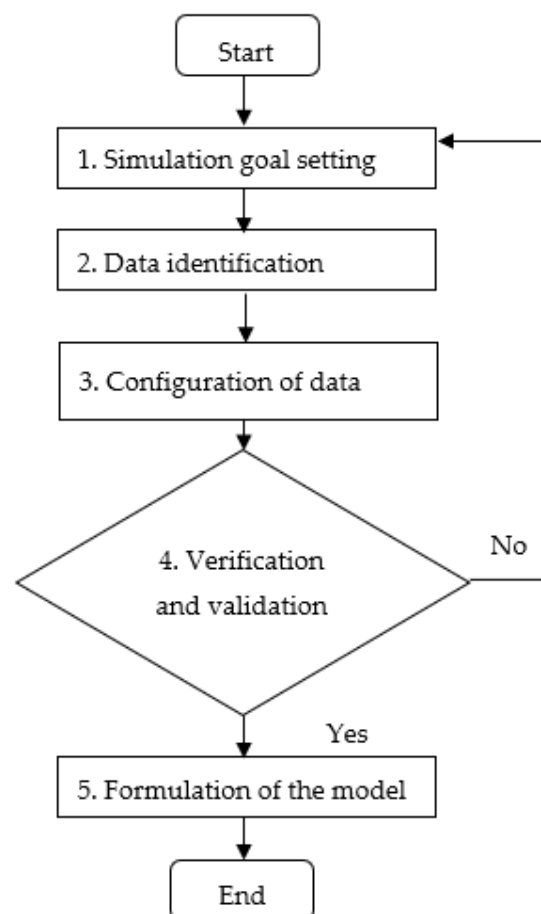 Start
1. Simulation goal setting
2. Data identification
3. Configuration of data
4. Verification
and validation
No
Yes
5. Formulation of the model
End